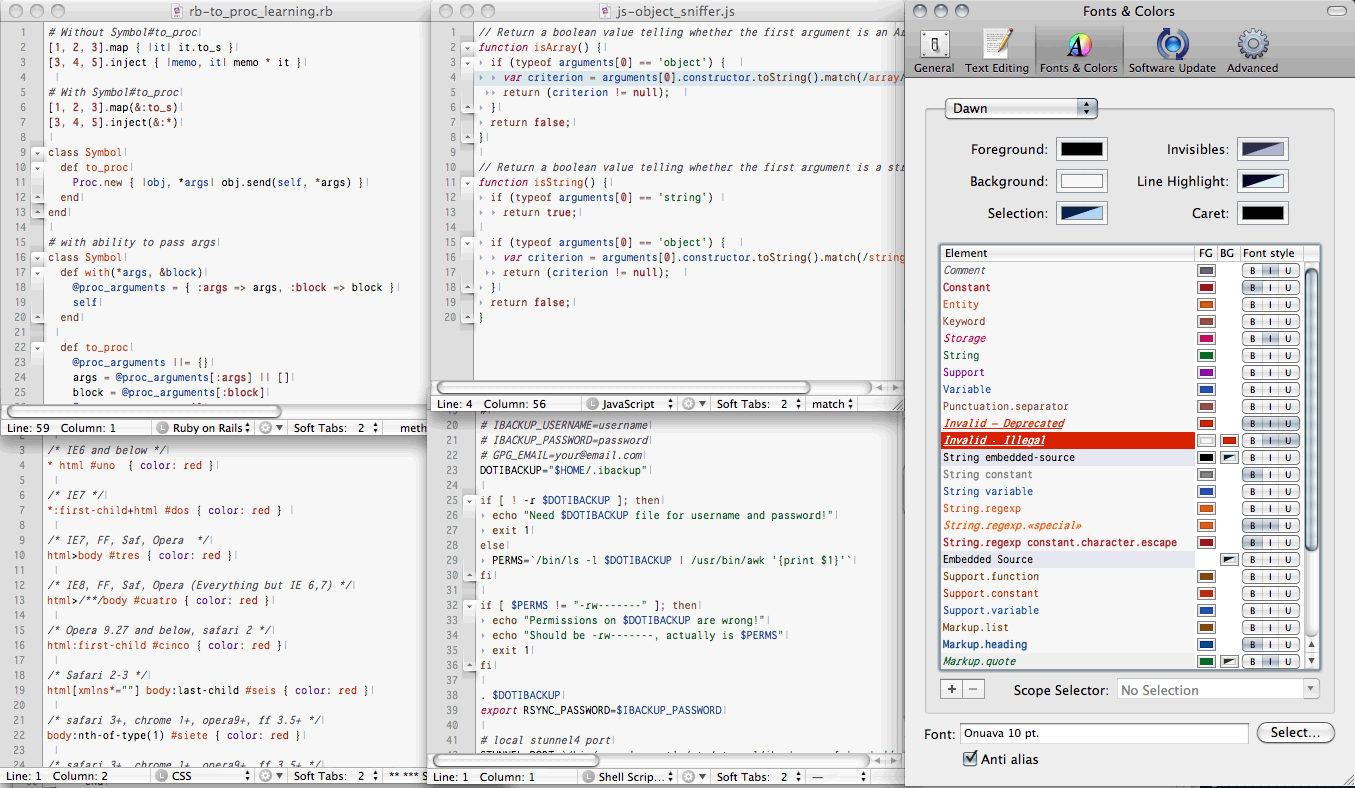 rb-to_proc_learning.rb
1 # Without Symbol#to_proc
2 [1, 2, 3].map { |it| it.to_s }
3 [3, 4, 5].inject { |memo, it| memo * it }
4
5 # With Symbol#to_proc
6 [1, 2, 3].map(&:to_s)
7 [3, 4, 5].inject(&:*)
8
9 class Symbol
10 def to_proc
11 Proc.new { |obj, *args| obj.send(self, *args) }
12 end
13 end
14
15 # with ability to pass args
16 class Symbol
17 def with(*args, &block)
18 @proc_arguments = { :args => args, :block => block }
19 self
20 end
21
22 def to_proc
23 @proc_arguments ||= {}
24 args = @proc_arguments[:args] || []
25 block = @proc_arguments[:block]
Line: 59 Column: 1 L Ruby on Rails Soft Tabs: 2 meth
js-object_sniffer.js
1 // Return a boolean value telling whether the first argument is an Ar
2 function isArray() {
3 if (typeof arguments[0] == 'object') {
4 var criterion = arguments[0].constructor.toString().match(/array/
5 return (criterion != null);
6 }
7 return false;
8 }
9
10 // Return a boolean value telling whether the first argument is a str
11 function isString() {
12 if (typeof arguments[0] == 'string')
13 return true;
14
15 if (typeof arguments[0] == 'object') {
16 var criterion = arguments[0].constructor.toString().match(/string
17 return (criterion != null);
18 }
19 return false;
20 }
Line: 4 Column: 56 L JavaScript Soft Tabs: 2 match
3 /* IE6 and below */
4 * html #uno { color: red }
5
6 /* IE7 */
7 *:first-child+html #dos { color: red }
8
9 /* IE7, FF, Saf, Opera */
10 html>body #tres { color: red }
11
12 /* IE8, FF, Saf, Opera (Everything but IE 6,7) */
13 html>/**/body #cuatro { color: red }
14
15 /* Opera 9.27 and below, safari 2 */
16 html:first-child #cinco { color: red }
17
18 /* Safari 2-3 */
19 html[xmlns*=""] body:last-child #seis { color: red }
20
21 /* safari 3+, chrome 1+, opera9+, ff 3.5+ */
22 body:nth-of-type(1) #siete { color: red }
23
24 /* safari 3+, chrome 1+, opera9+, ff 3.5+ */
Line: 1 Column: 2 L CSS Soft Tabs: 2 ** *** S
20 # IBACKUP_USERNAME=username
21 # IBACKUP_PASSWORD=password
22 # GPG_EMAIL=your@email.com
23 DOTIBACKUP="$HOME/.ibackup"
24
25 if [ ! -r $DOTIBACKUP ]; then
26 echo "Need $DOTIBACKUP file for username and password!"
27 exit 1
28 else
29 PERMS=`/bin/ls -l $DOTIBACKUP | /usr/bin/awk '{print $1}'`
30 fi
31
32 if [ $PERMS != "-rw-------" ]; then
33 echo "Permissions on $DOTIBACKUP are wrong!"
34 echo "Should be -rw-------, actually is $PERMS"
35 exit 1
36 fi
37
38 . $DOTIBACKUP
39 export RSYNC_PASSWORD=$IBACKUP_PASSWORD
40
41 # local stunnel4 port
Line: 1 Column: 1 L Shell Scrip... Soft Tabs: 2 —
Fonts & Colors
General Text Editing Fonts & Colors Software Update Advanced
Dawn
Foreground: Invisibles:
Background: Line Highlight:
Selection: Caret:
Element FG BG Font style
Comment B I U
Constant B I U
Entity B I U
Keyword B I U
Storage B I U
String B I U
Support B I U
Variable B I U
Punctuation.separator B I U
Invalid – Deprecated B I U
Invalid - Illegal B I U
String embedded-source B I U
String constant B I U
String variable B I U
String.regexp B I U
String.regexp.«special» B I U
String.regexp constant.character.escape B I U
Embedded Source B I U
Support.function B I U
Support.constant B I U
Support.variable B I U
Markup.list B I U
Markup.heading B I U
Markup.quote B I U
+ − Scope Selector: No Selection
Font: Onuava 10 pt. Select...
Anti alias